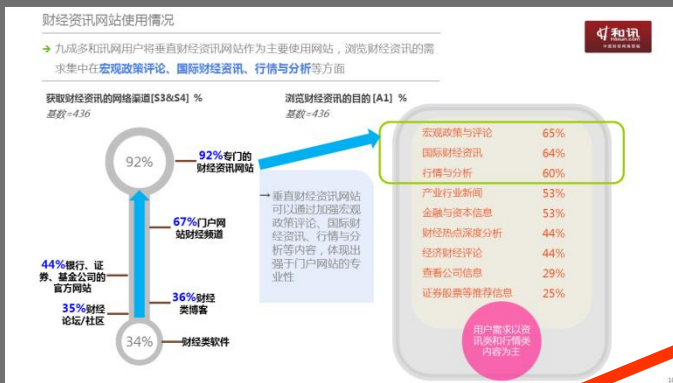 财经资讯网站使用情况
和讯
hexun.com
九成多和讯网用户将垂直财经资讯网站作为主要使用网站，浏览财经资讯的需
求集中在宏观政策评论、国际财经资讯、行情与分析等方面
获取财经资讯的网络渠道[S3&S4] %
基数=436
浏览财经资讯的目的 [A1] %
基数=436
92%
92%专门的
财经资讯网站
67%门户网
站财经频道
44%银行、证
券、基金公司的
官方网站
36%财经
类博客
35%财经
论坛/社区
34%
财经类软件
垂直财经资讯网站
可以通过加强宏观
政策评论、国际财
经资讯、行情与分
析等内容，体现出
强于门户网站的专
业性
宏观政策与评论 65%
国际财经资讯 64%
行情与分析 60%
产业行业新闻 53%
金融与资本信息 53%
财经热点深度分析 44%
经济财经评论 44%
查看公司信息 29%
证券股票等推荐信息 25%
用户需求以资
讯类和行情类
内容为主